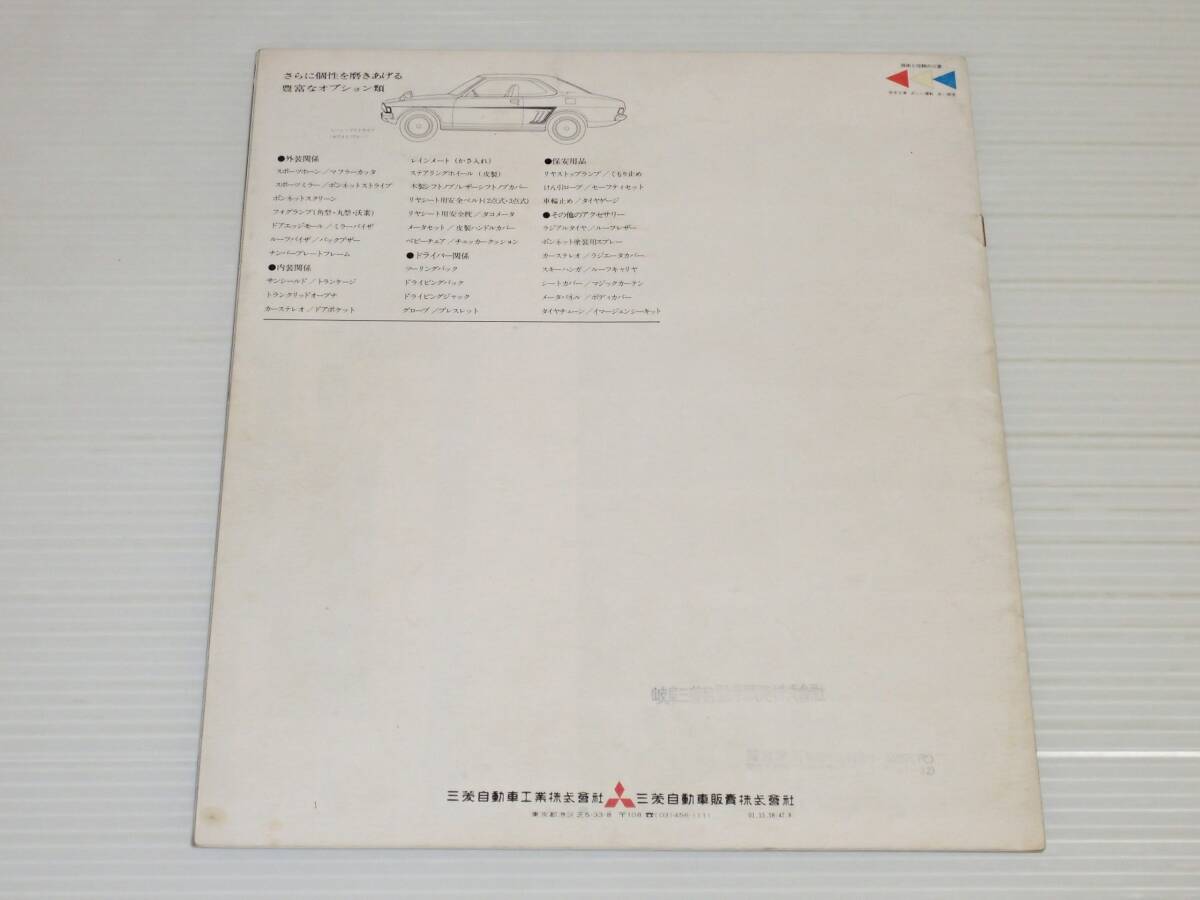 さらに個性を磨きあげる
豊富なオプション類
●外装関係
スポーツホーン／マフラーカッタ
スポーツミラー／ボンネットストライプ
ボンネットスクリーン
フォグランプ(角型・丸型・沃素)
ドアエッジモール／ミラーバイザ
ルーフバイザ／バックブザー
ナンバープレートフレーム
●内装関係
サンシールド／トランケージ
トランクリッドオープナ
カーステレオ／ドアポケット
レインメート(かさ入れ)
ステアリングホイール(皮製)
木製シフトノブ／レザーシフトノブカバー
リヤシート用安全ベルト(2点式・3点式)
リヤシート用安全枕／タコメータ
メータセット／皮製ハンドルカバー
ベビーチェア／チェッカークッション
●ドライバー関係
ツーリングバック
ドライビングバック
ドライビングジャック
グローブ／ブレスレット
●保安用品
リヤストップランプ／くもり止め
けん引ロープ／セーフティセット
車輪止め／タイヤゲージ
●その他のアクセサリー
ラジアルタイヤ／ルーフレザー
ボンネット塗装用スプレー
カーステレオ／ラジエータカバー
スキーハンガ／ルーフキャリヤ
シートカバー／マジックカーテン
メータパネル／ボディカバー
タイヤチェーン／イマージェンシーキット
三菱自動車工業株式會社 三菱自動車販賣株式會社
東京都港区芝5-33-8 〒108 ☎(03)456-1111